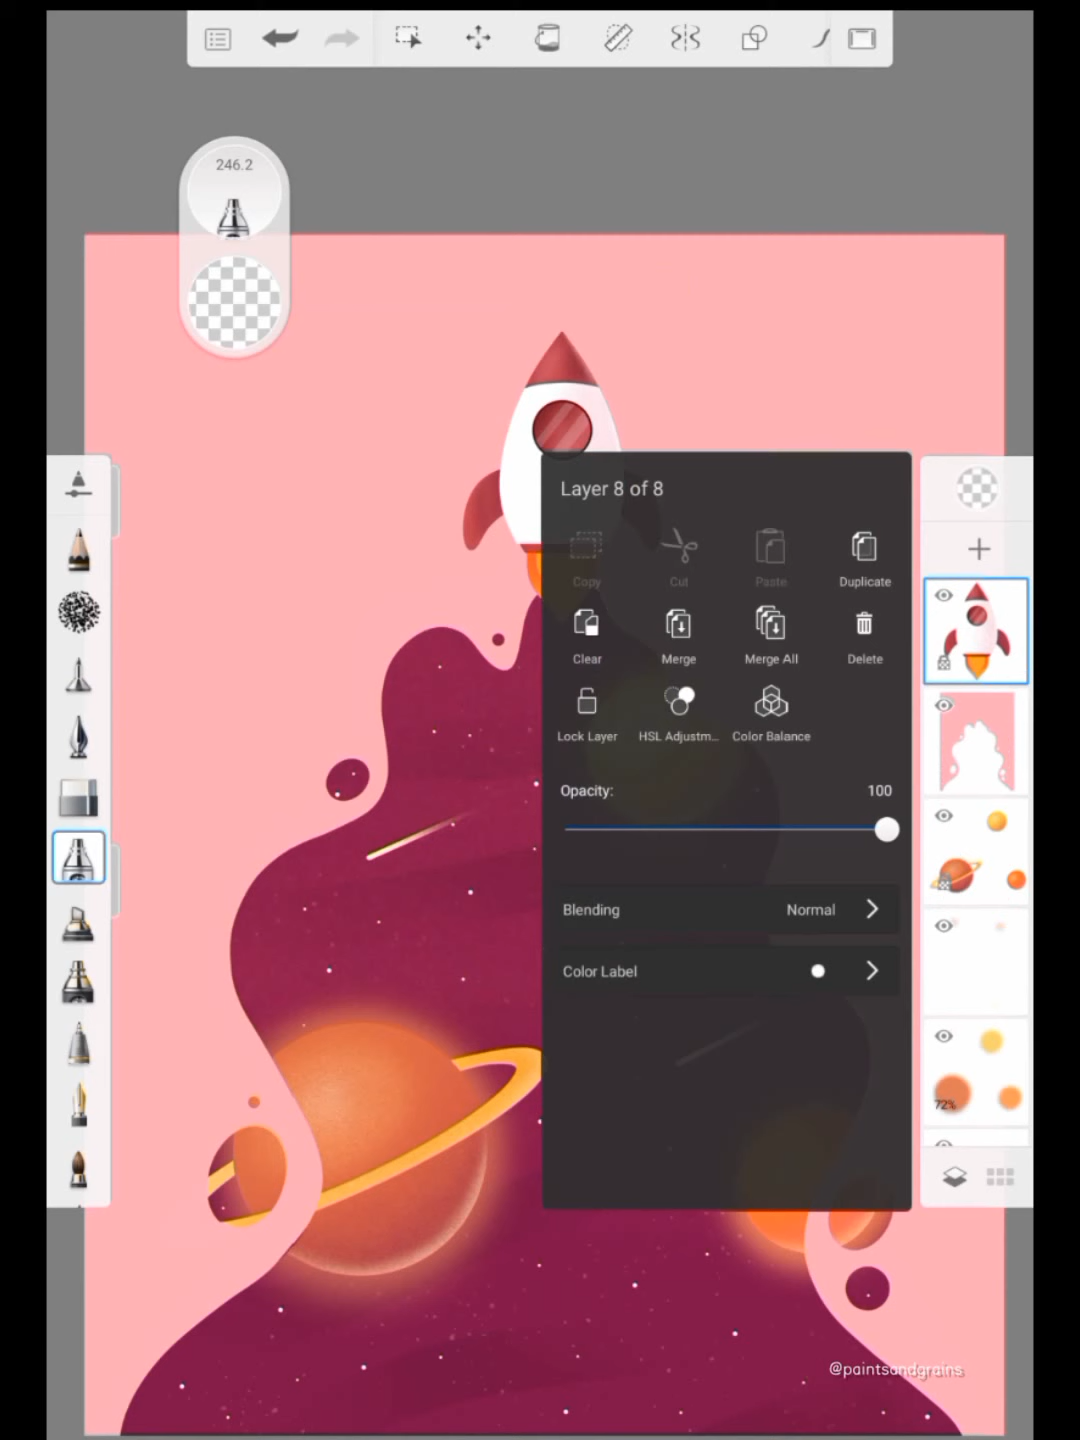 246.2
Layer 8 of 8
Copy Cut Paste Duplicate
Clear Merge Merge All Delete
Lock Layer HSL Adjustm... Color Balance
Opacity: 100
Blending Normal
Color Label
72%
@paintsandgrains